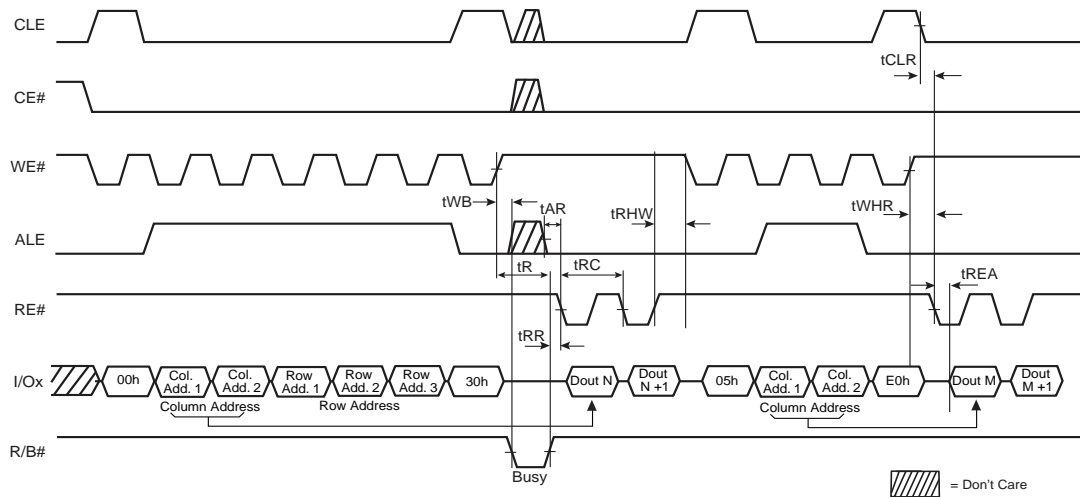 CLE
tCLR
CE#
WE#
tWB
tAR
tRHW
tWHR
ALE
tR
tRC
tREA
RE#
tRR
I/Ox
00h
Col. Add. 1
Col. Add. 2
Row Add. 1
Row Add. 2
Row Add. 3
30h
Dout N
Dout N +1
05h
Col. Add. 1
Col. Add. 2
E0h
Dout M
Dout M +1
Column Address
Row Address
Column Address
R/B#
Busy
= Don't Care